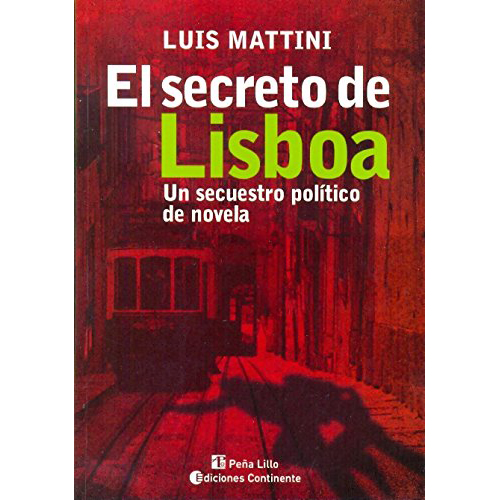 LUIS MATTINI
El secreto de
Lisboa
Un secuestro político
de novela
Peña Lillo
Ediciones Continente